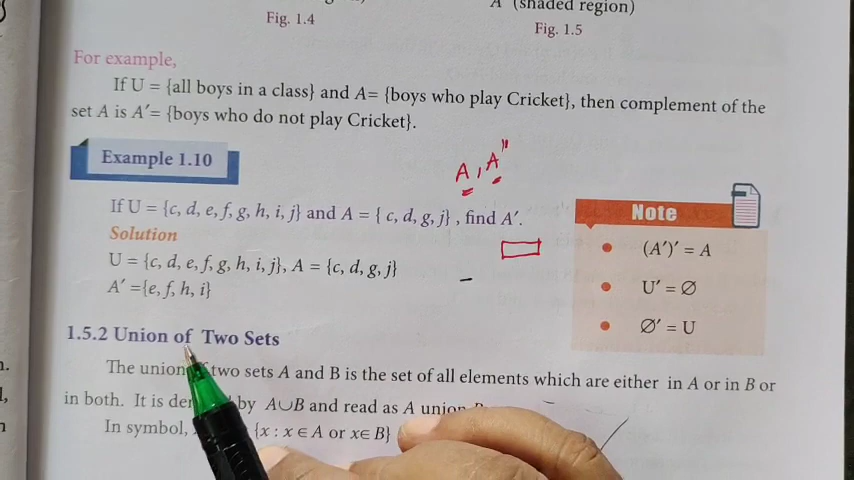 A (shaded region)
Fig. 1.4
Fig. 1.5
For example,
If U = {all boys in a class} and A= {boys who play Cricket}, then complement of the
set A is A′= {boys who do not play Cricket}.
A, A"
Example 1.10
If U = {c, d, e, f, g, h, i, j} and A = { c, d, g, j} , find A′.
Solution
U = {c, d, e, f, g, h, i, j}, A = {c, d, g, j}
A′ ={e, f, h, i}
Note
(A′)′ = A
U′ = ∅
∅′ = U
1.5.2 Union of Two Sets
The union two sets A and B is the set of all elements which are either in A or in B or
in both. It is by A∪B and read as A union
In symbol, {x : x ∈ A or x∈ B}